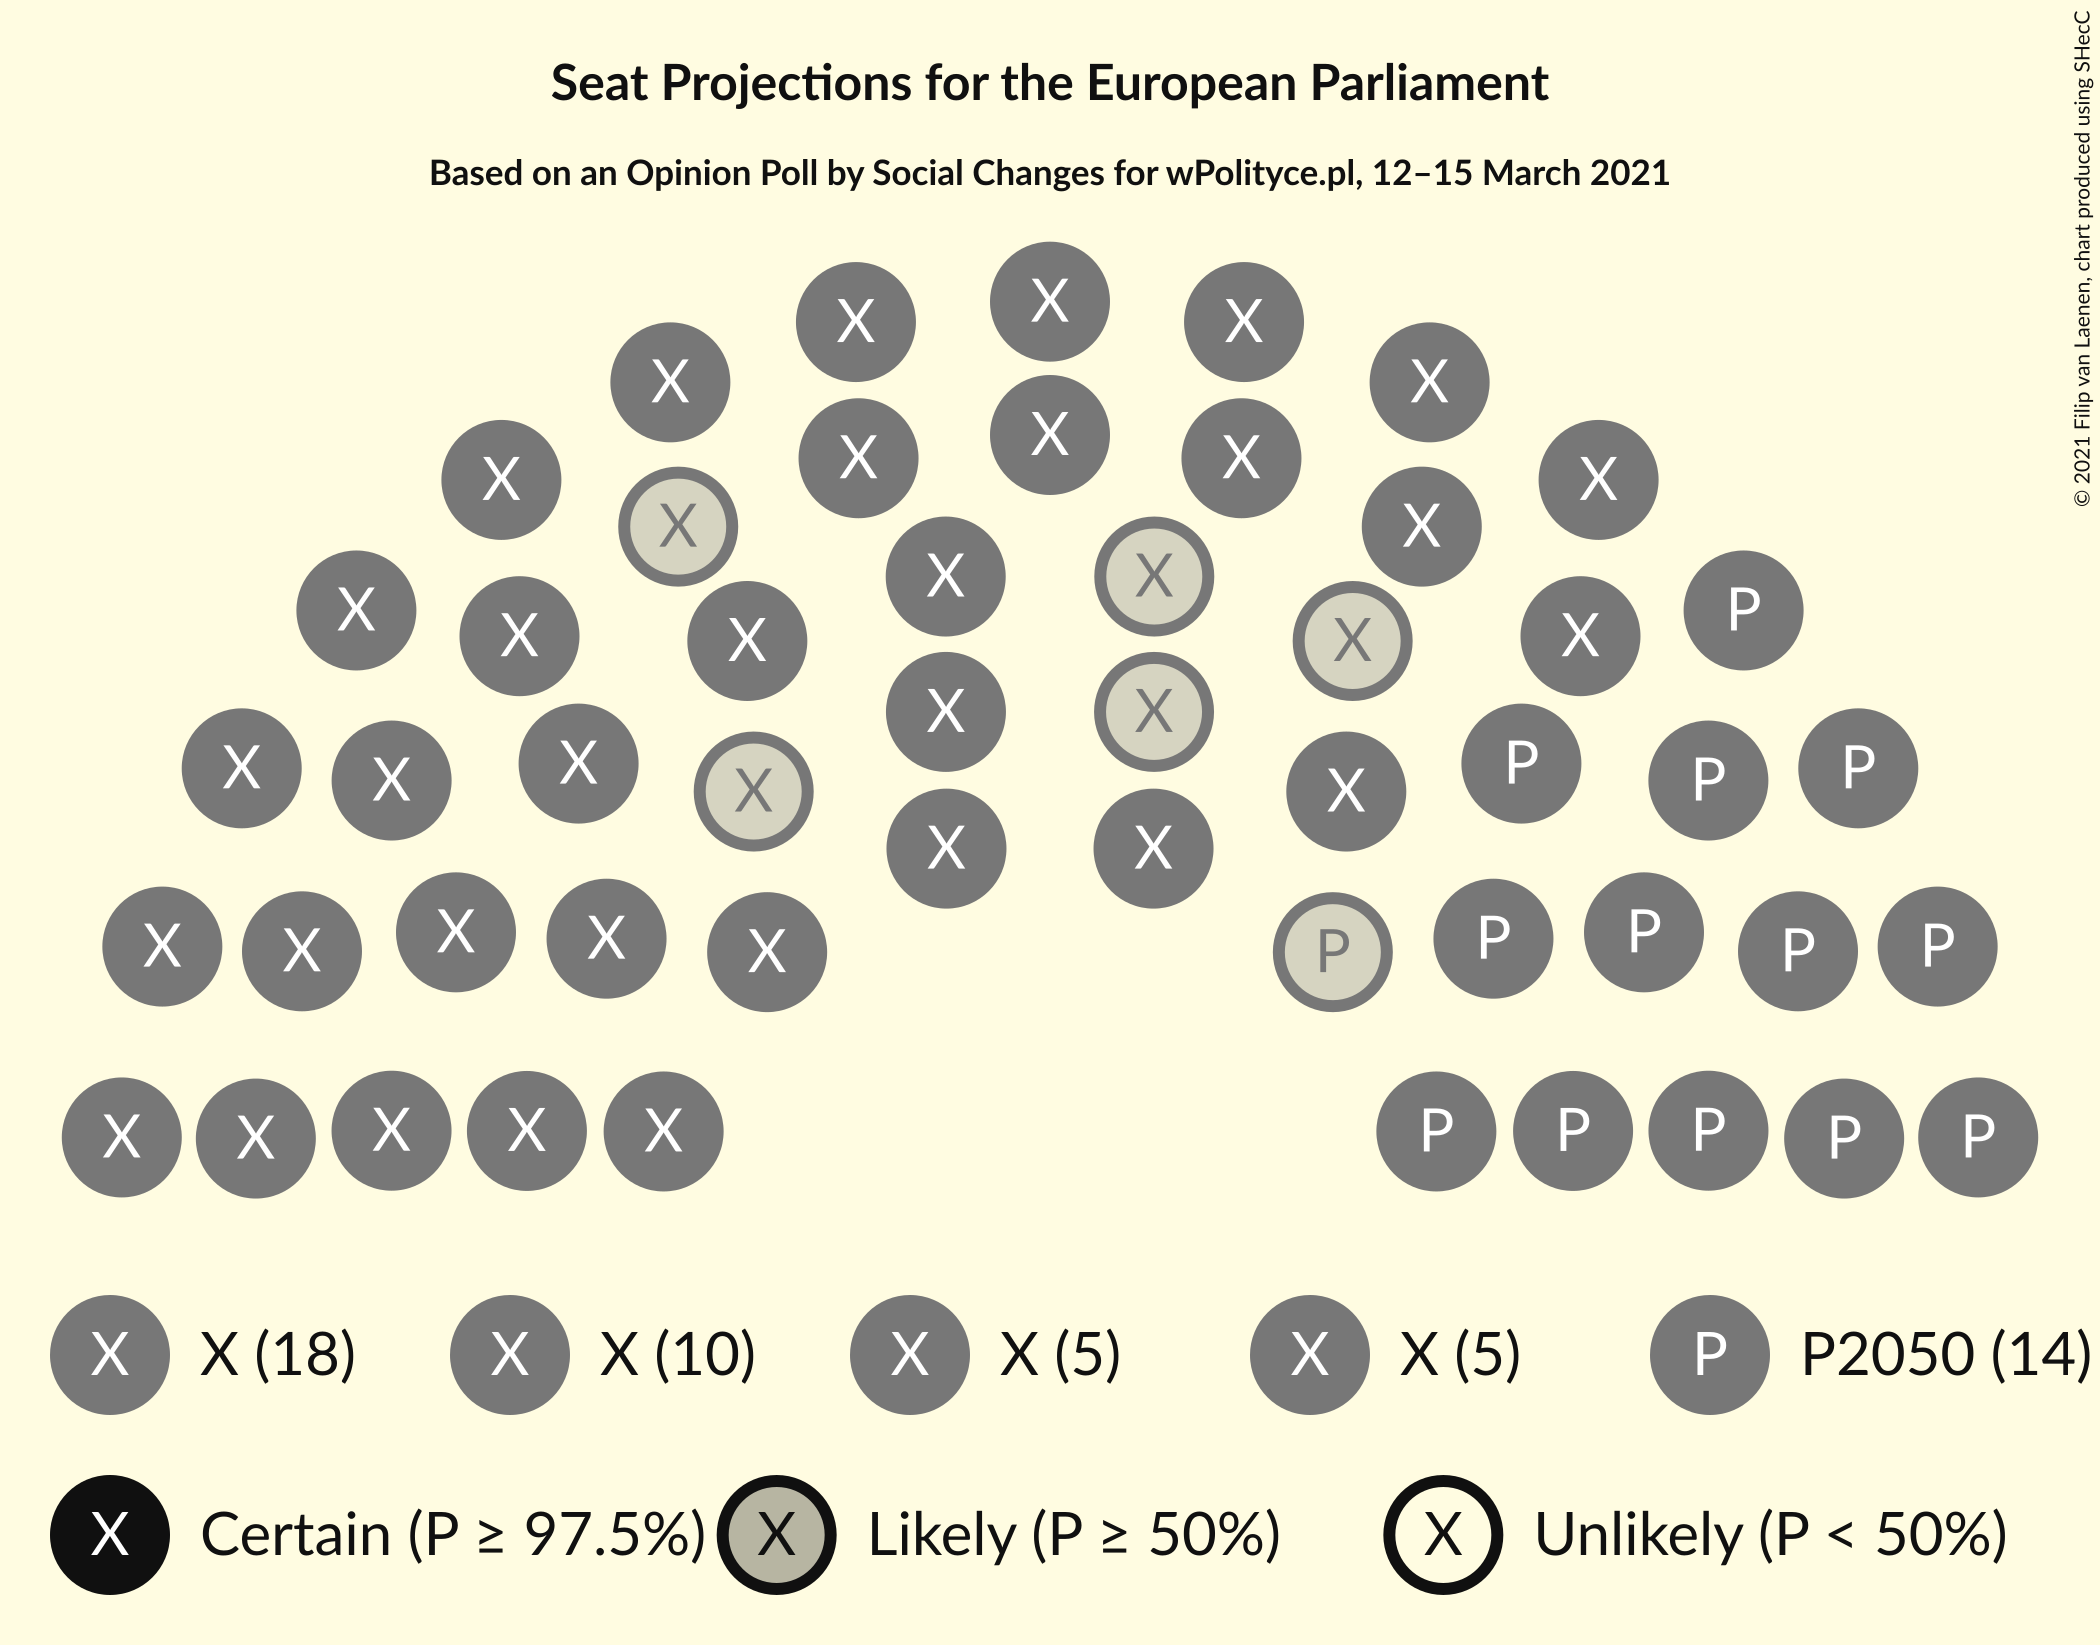 Seat Projections for the European Parliament
Based on an Opinion Poll by Social Changes for wPolityce.pl, 12–15 March 2021
© 2021 Filip van Laenen, chart produced using SHecC
X
X X
X X
X X
X
X X
X X
X X
X X
X X X P
X X
X X
X X P
X X P P
X X X
X X
X X X P P P
X X X P P P
X X X X X P P P P P
X X (18) X X (10) X X (5) X X (5) P P2050 (14)
X Certain (P ≥ 97.5%) X Likely (P ≥ 50%) X Unlikely (P < 50%)